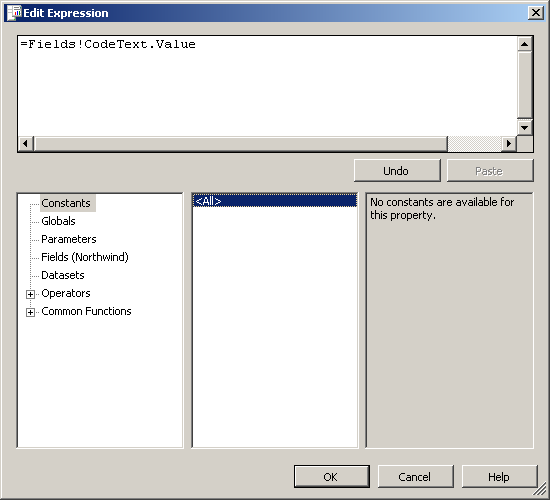 Edit Expression
=Fields!CodeText.Value
Undo
Paste
Constants
Globals
Parameters
Fields (Northwind)
Datasets
Operators
Common Functions
<All>
No constants are available for
this property.
OK
Cancel
Help